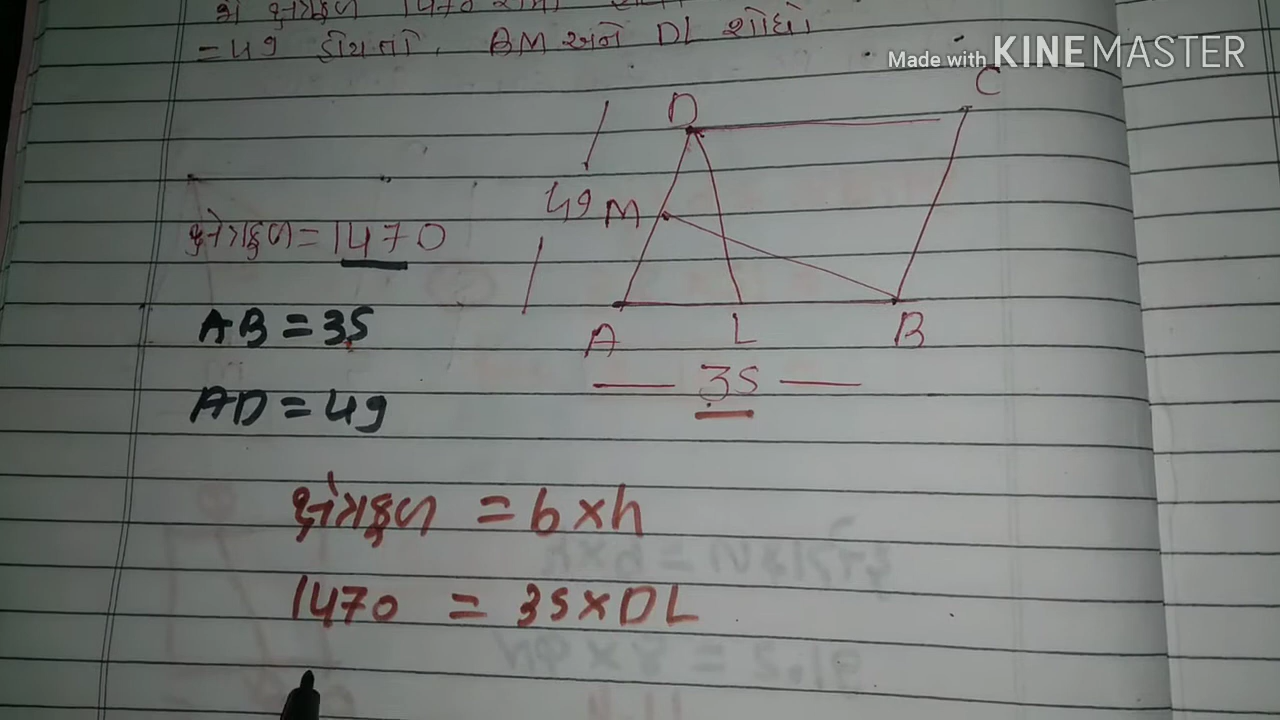 1470
= 49 હોય તો, BM અને DL શોધો.
Made with KINEMASTER
D
C
49 M
ક્ષેત્રફળ = 1470
AB = 35
A
L
B
35
AD = 49
ક્ષેત્રફળ = b x h
1470 = 35 x DL